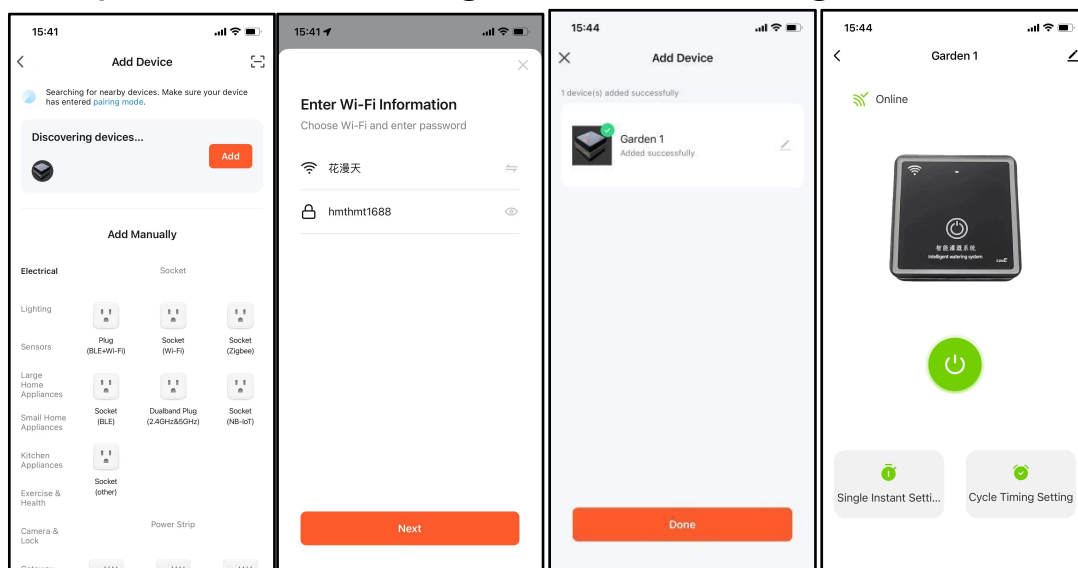 15:41
Add Device
Searching for nearby devices. Make sure your device
has entered pairing mode.
Discovering devices...
Add
Add Manually
Electrical
Socket
Lighting
Plug
(BLE+Wi-Fi)
Socket
(Wi-Fi)
Socket
(Zigbee)
Sensors
Large
Home
Appliances
Socket
(BLE)
Dualband Plug
(2.4GHz&5GHz)
Socket
(NB-IoT)
Small Home
Appliances
Kitchen
Appliances
Socket
(other)
Exercise &
Health
Power Strip
Camera &
Lock
15:41
Enter Wi-Fi Information
Choose Wi-Fi and enter password
花漫天
hmthmt1688
Next
15:44
Add Device
1 device(s) added successfully
Garden 1
Added successfully
Done
15:44
Garden 1
Online
智能灌溉系统
Intelligent watering system
Single Instant Setti...
Cycle Timing Setting